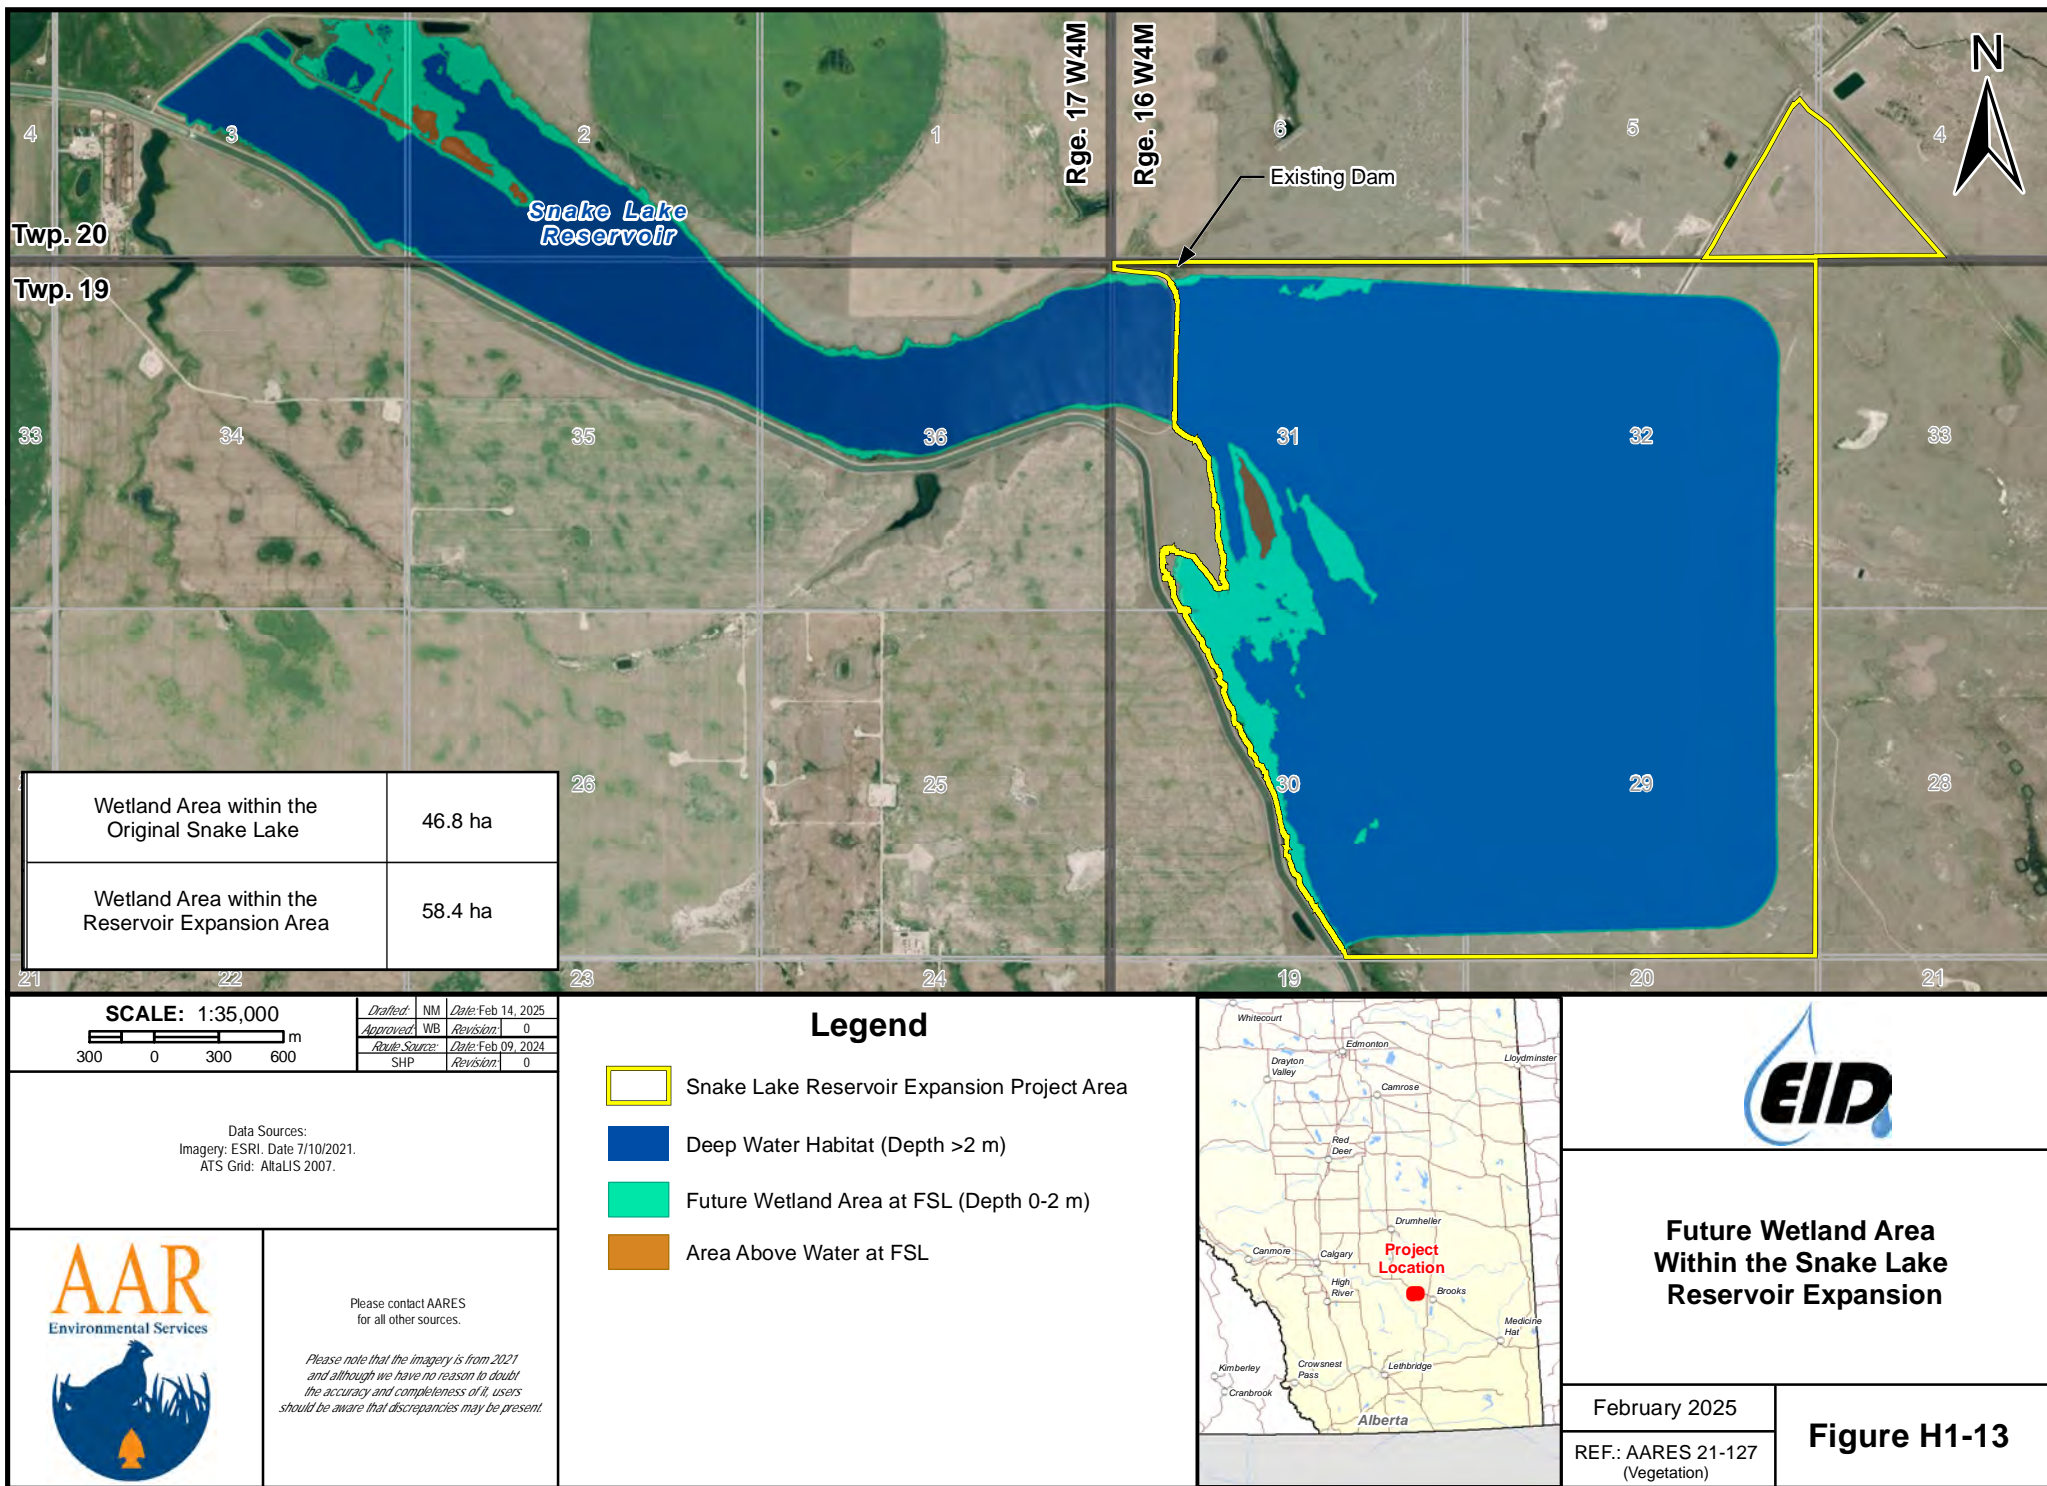 Rge. 17 W4M
Rge. 16 W4M
N
4
3
2
1
6
5
4
Existing Dam
Snake Lake
Reservoir
Twp. 20
Twp. 19
33
34
35
36
31
32
33
26
25
30
29
28
21
22
23
24
19
20
21
Wetland Area within the
Original Snake Lake
46.8 ha
Wetland Area within the
Reservoir Expansion Area
58.4 ha
SCALE: 1:35,000
300 0 300 600 m
Drafted: NM Date: Feb 14, 2025
Approved: WB Revision: 0
Route Source: Date: Feb 09, 2024
SHP Revision: 0
Data Sources:
Imagery: ESRI. Date 7/10/2021.
ATS Grid: AltaLIS 2007.
AAR
Environmental Services
Please contact AARES
for all other sources.
Please note that the imagery is from 2021
and although we have no reason to doubt
the accuracy and completeness of it, users
should be aware that discrepancies may be present.
Legend
Snake Lake Reservoir Expansion Project Area
Deep Water Habitat (Depth >2 m)
Future Wetland Area at FSL (Depth 0-2 m)
Area Above Water at FSL
Whitecourt
Edmonton
Lloydminster
Drayton
Valley
Camrose
Red
Deer
Drumheller
Canmore
Calgary
Project
Location
High
River
Brooks
Medicine
Hat
Kimberley
Crowsnest
Pass
Lethbridge
Cranbrook
Alberta
EID
Future Wetland Area
Within the Snake Lake
Reservoir Expansion
February 2025
REF.: AARES 21-127
(Vegetation)
Figure H1-13